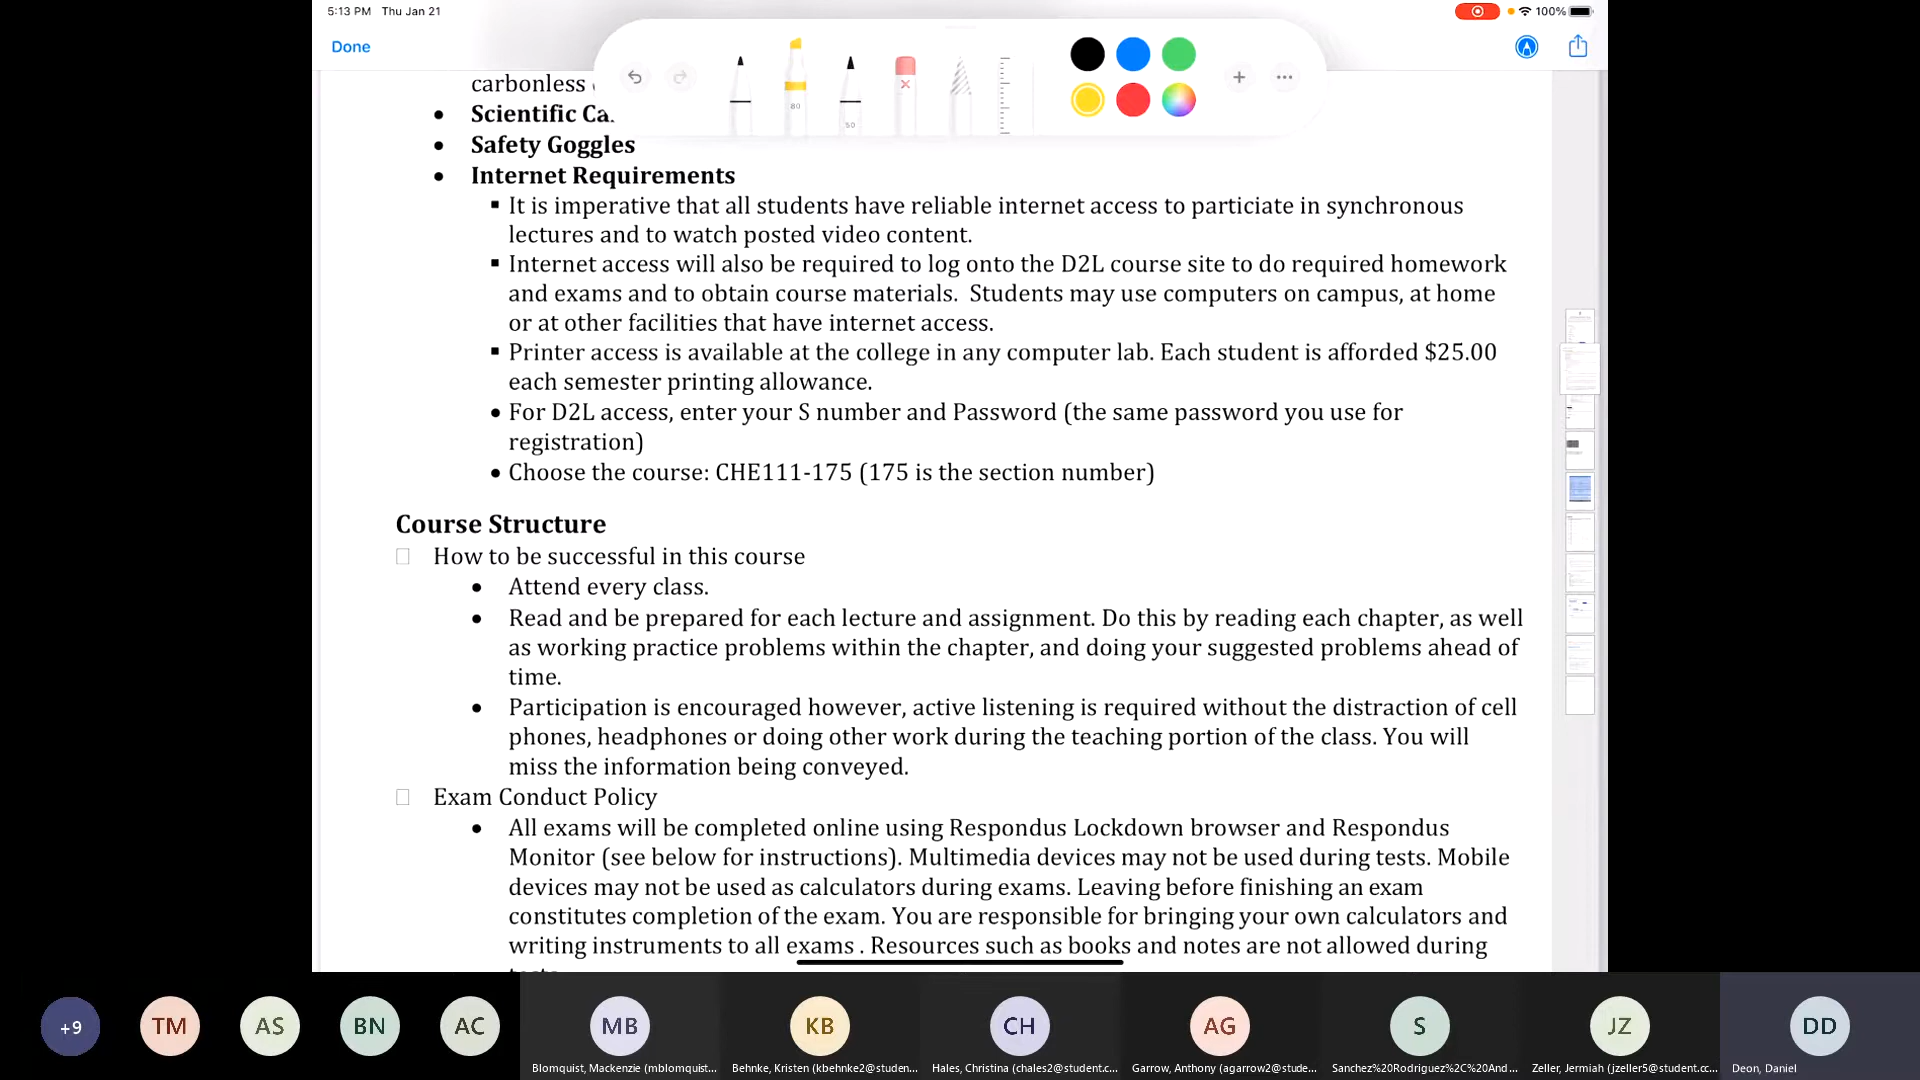 5:13 PM Thu Jan 21
100%
Done
80
50
carbonless
• Scientific Ca
• Safety Goggles
• Internet Requirements
▪ It is imperative that all students have reliable internet access to particiate in synchronous
lectures and to watch posted video content.
▪ Internet access will also be required to log onto the D2L course site to do required homework
and exams and to obtain course materials. Students may use computers on campus, at home
or at other facilities that have internet access.
▪ Printer access is available at the college in any computer lab. Each student is afforded $25.00
each semester printing allowance.
• For D2L access, enter your S number and Password (the same password you use for
registration)
• Choose the course: CHE111-175 (175 is the section number)
Course Structure
How to be successful in this course
• Attend every class.
• Read and be prepared for each lecture and assignment. Do this by reading each chapter, as well
as working practice problems within the chapter, and doing your suggested problems ahead of
time.
• Participation is encouraged however, active listening is required without the distraction of cell
phones, headphones or doing other work during the teaching portion of the class. You will
miss the information being conveyed.
Exam Conduct Policy
• All exams will be completed online using Respondus Lockdown browser and Respondus
Monitor (see below for instructions). Multimedia devices may not be used during tests. Mobile
devices may not be used as calculators during exams. Leaving before finishing an exam
constitutes completion of the exam. You are responsible for bringing your own calculators and
writing instruments to all exams . Resources such as books and notes are not allowed during
+9 TM AS BN AC MB KB CH AG S JZ DD
Blomquist, Mackenzie (mblomquist... Behnke, Kristen (kbehnke2@studen... Hales, Christina (chales2@student.c... Garrow, Anthony (agarrow2@stude... Sanchez%20Rodriguez%2C%20And... Zeller, Jermiah (jzeller5@student.cc... Deon, Daniel